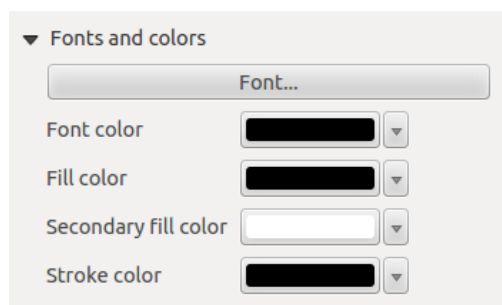 Fonts and colors
Font...
Font color
Fill color
Secondary fill color
Stroke color